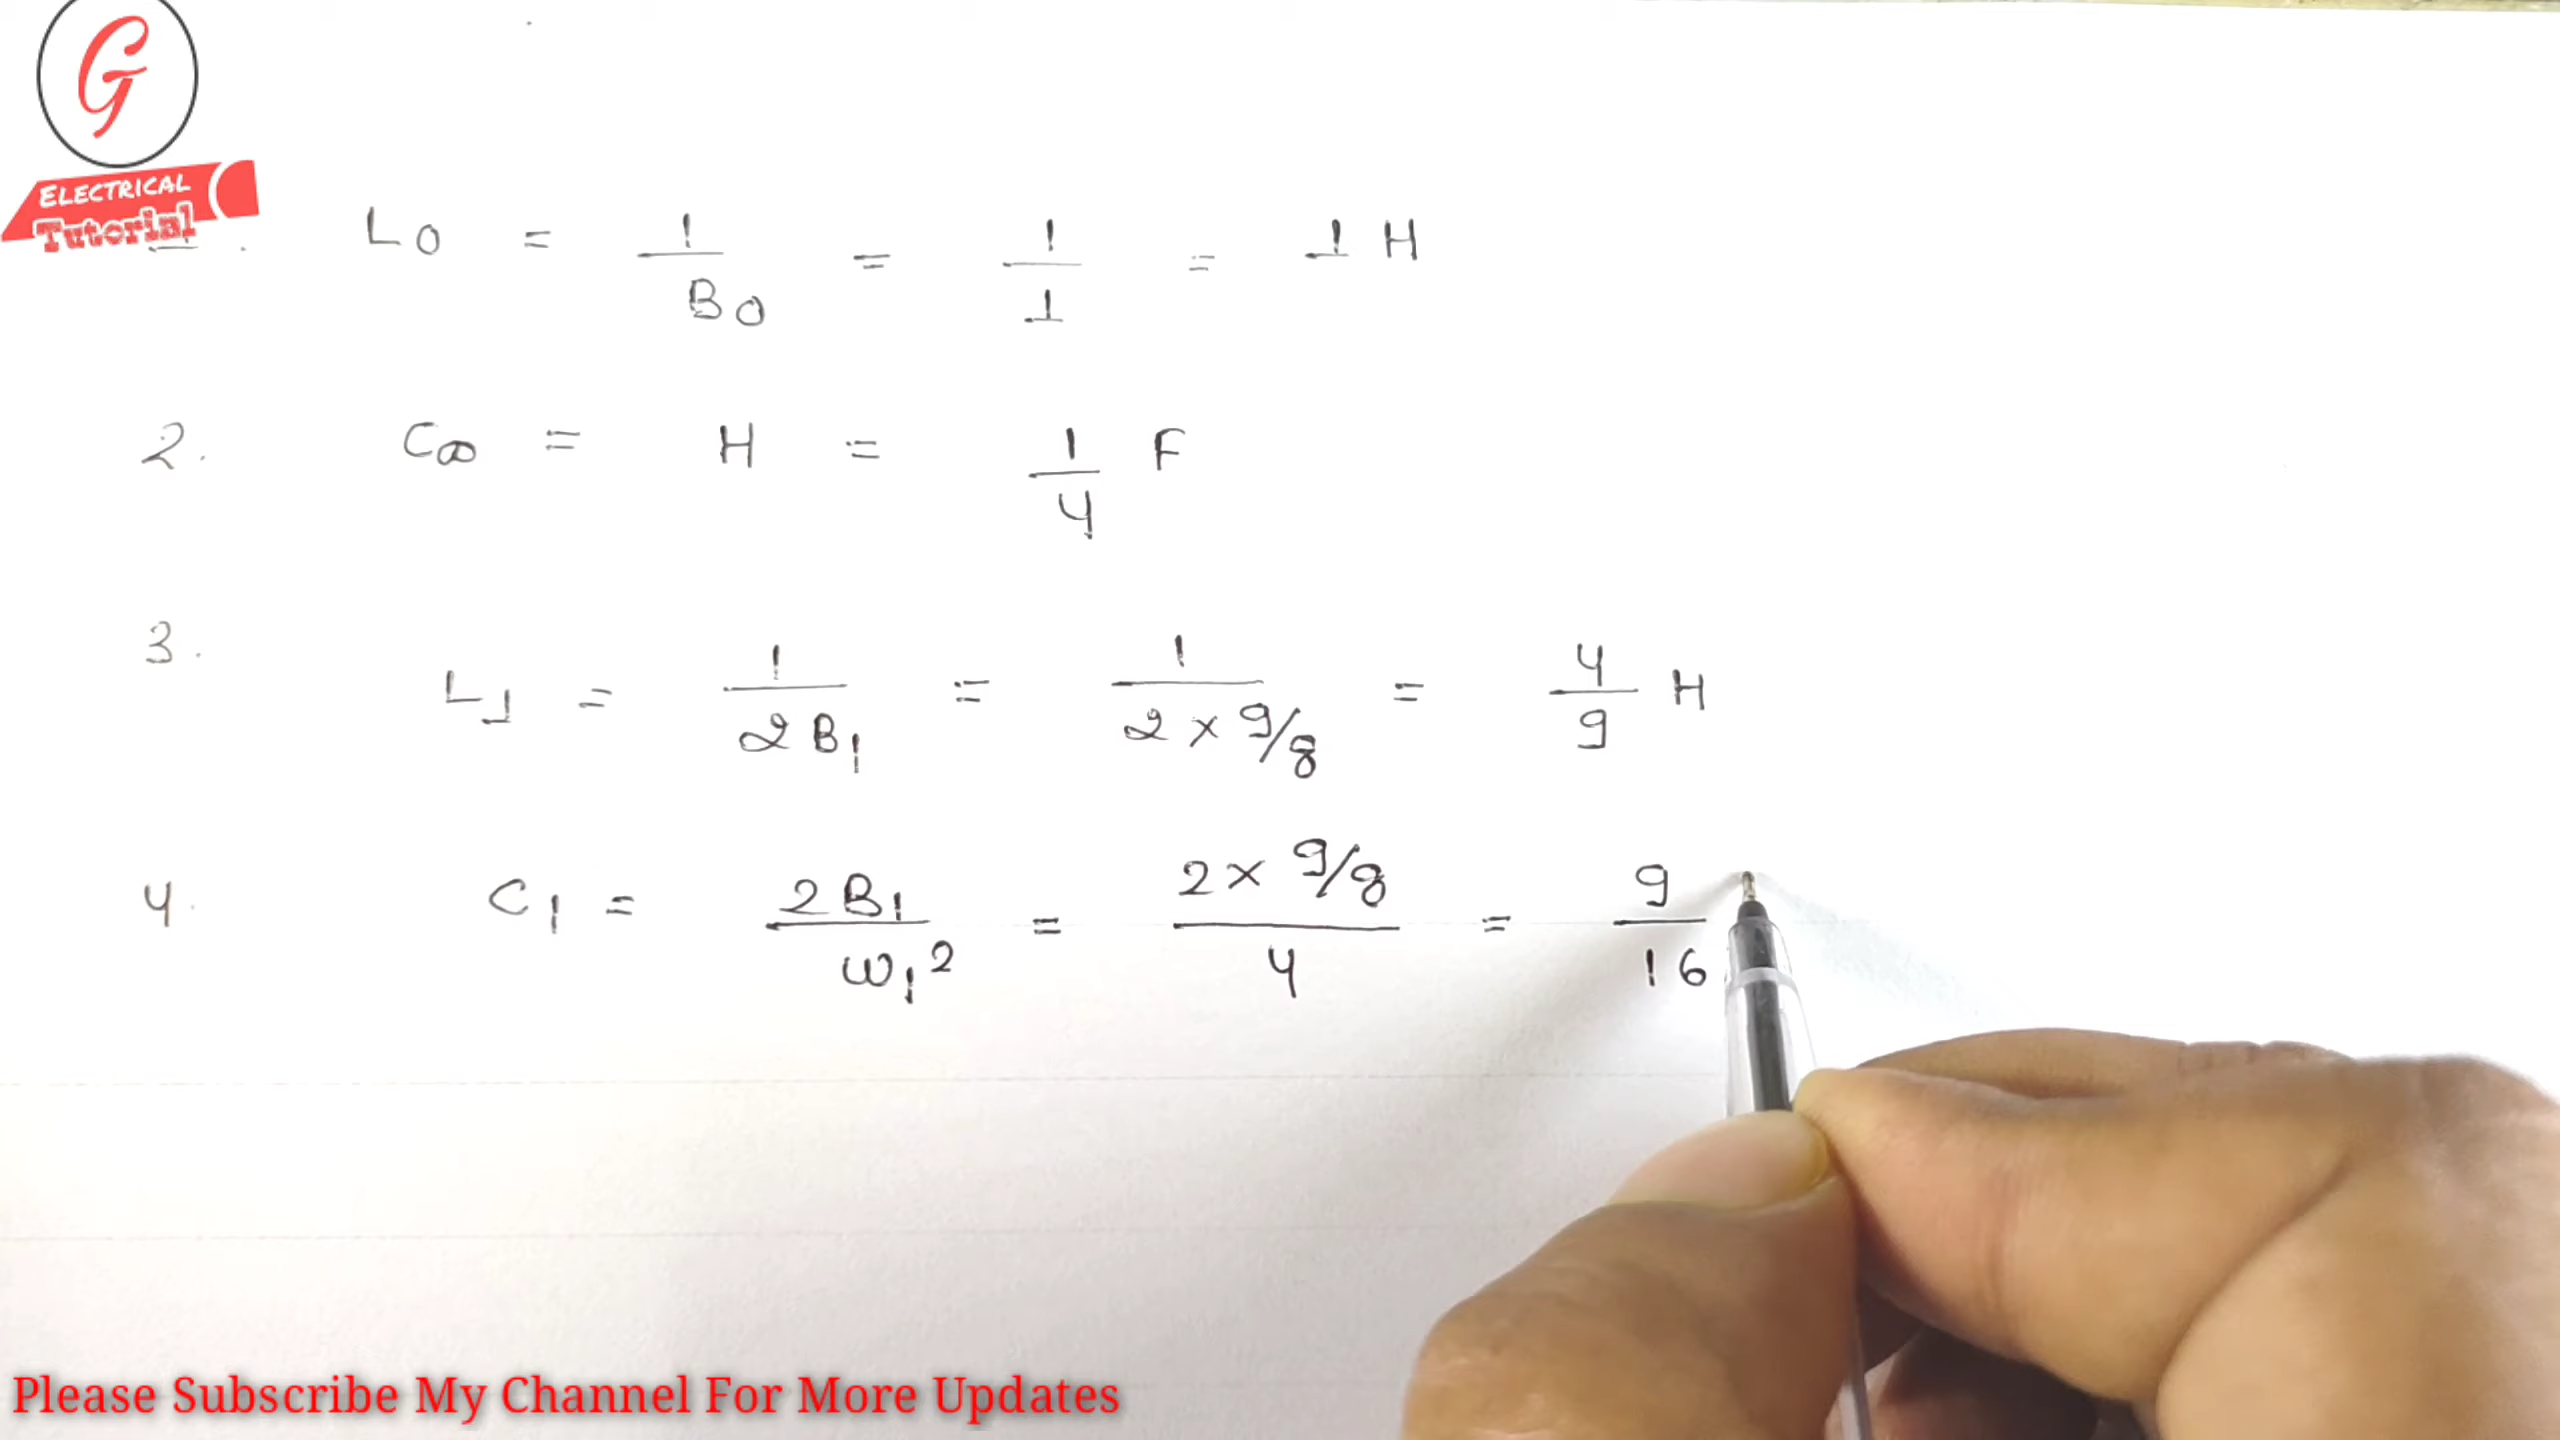 G
ELECTRICAL
Tutorial
L0 = 1/B0 = 1/1 = 1 H
2. C∞ = H = 1/4 F
3. L1 = 1/2B1 = 1/(2 × 9/8) = 4/9 H
4. C1 = 2B1/ω1² = (2 × 9/8)/4 = 9/16
Please Subscribe My Channel For More Updates